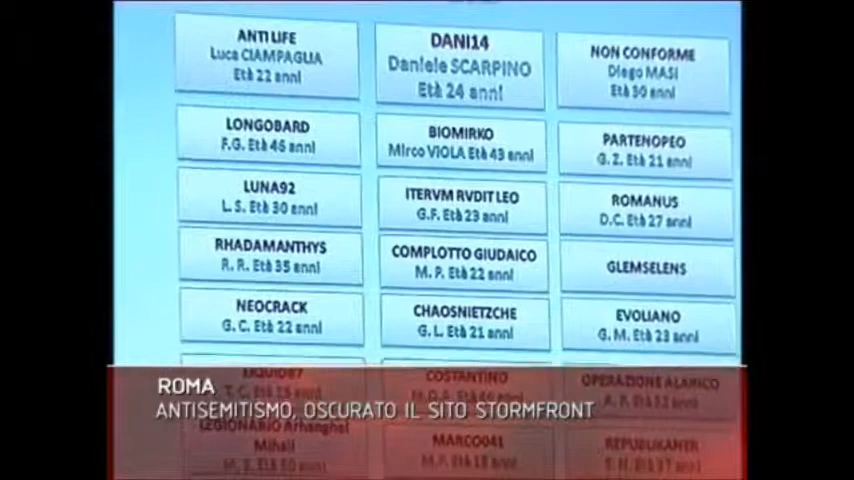 ANTI LIFE
Luca CIAMPAGLIA
Età 22 anni
DANI14
Daniele SCARPINO
Età 24 anni
NON CONFORME
Diego MASI
Età 30 anni
LONGOBARD
F.G. Età 46 anni
BIOMIRKO
Mirco VIOLA Età 43 anni
PARTENOPEO
G. Z. Età 21 anni
LUNA92
L. S. Età 30 anni
ITERVM RVDIT LEO
G.F. Età 23 anni
ROMANUS
D.C. Età 27 anni
RHADAMANTHYS
R. R. Età 35 anni
COMPLOTTO GIUDAICO
M. P. Età 22 anni
GLEMSELENS
NEOCRACK
G. C. Età 22 anni
CHAOSNIETZCHE
G. L. Età 21 anni
EVOLIANO
G. M. Età 23 anni
COSTANTINO
OPERAZIONE ALARICO
LEGIONARIO Arhanghel
Mihail
MARCO041
REPUBLIKANER
ROMA
ANTISEMITISMO, OSCURATO IL SITO STORMFRONT